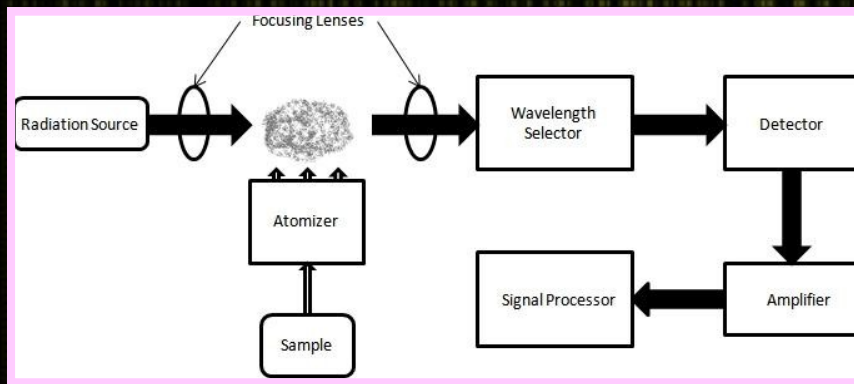 Focusing Lenses
Radiation Source
Wavelength
Selector
Detector
Atomizer
Signal Processor
Amplifier
Sample